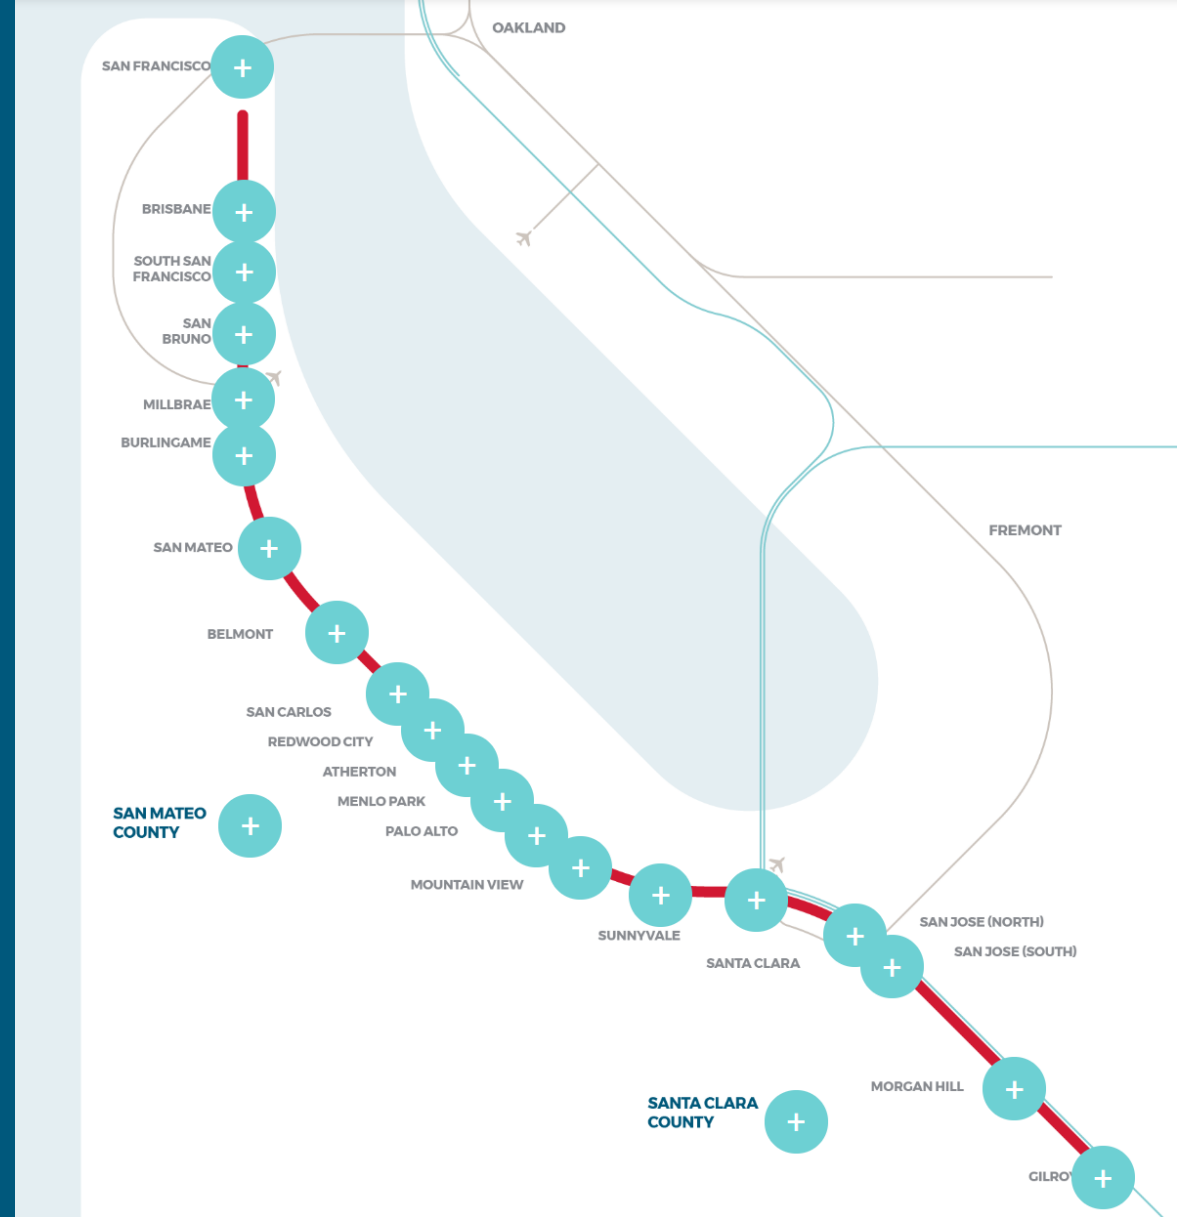 OAKLAND
SAN FRANCISCO
BRISBANE
SOUTH SAN
FRANCISCO
SAN
BRUNO
MILLBRAE
BURLINGAME
FREMONT
SAN MATEO
BELMONT
SAN CARLOS
REDWOOD CITY
ATHERTON
MENLO PARK
SAN MATEO
COUNTY
PALO ALTO
MOUNTAIN VIEW
SUNNYVALE
SAN JOSE (NORTH)
SAN JOSE (SOUTH)
SANTA CLARA
MORGAN HILL
SANTA CLARA
COUNTY
GILROY